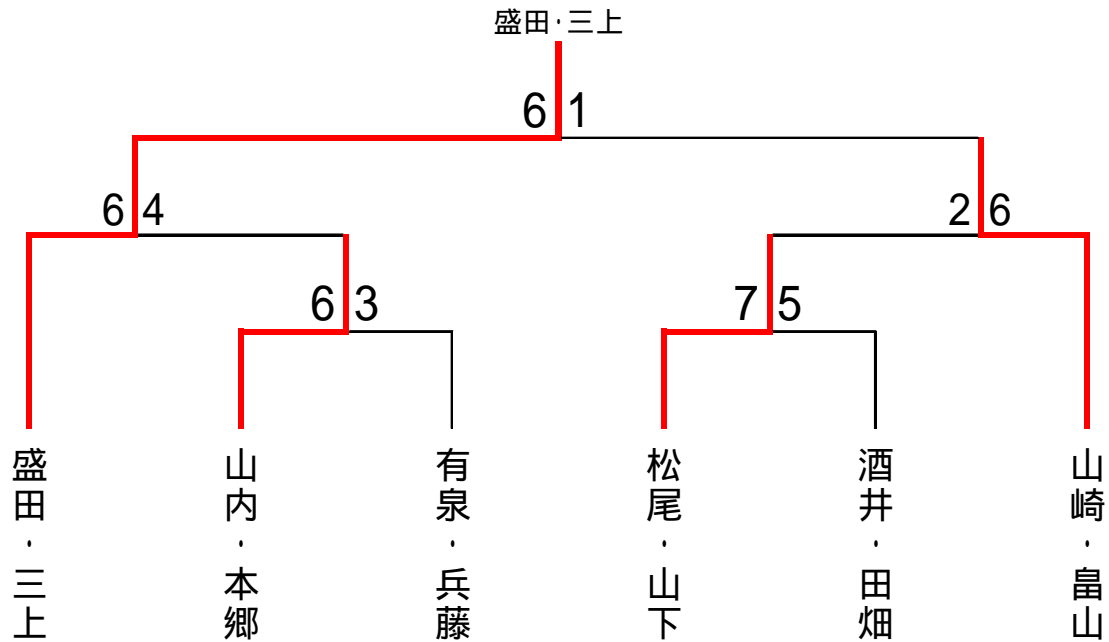 盛田・三上
6 1
6 4
2 6
6 3
7 5
盛田・三上
山内・本郷
有泉・兵藤
松尾・山下
酒井・田畑
山崎・畠山